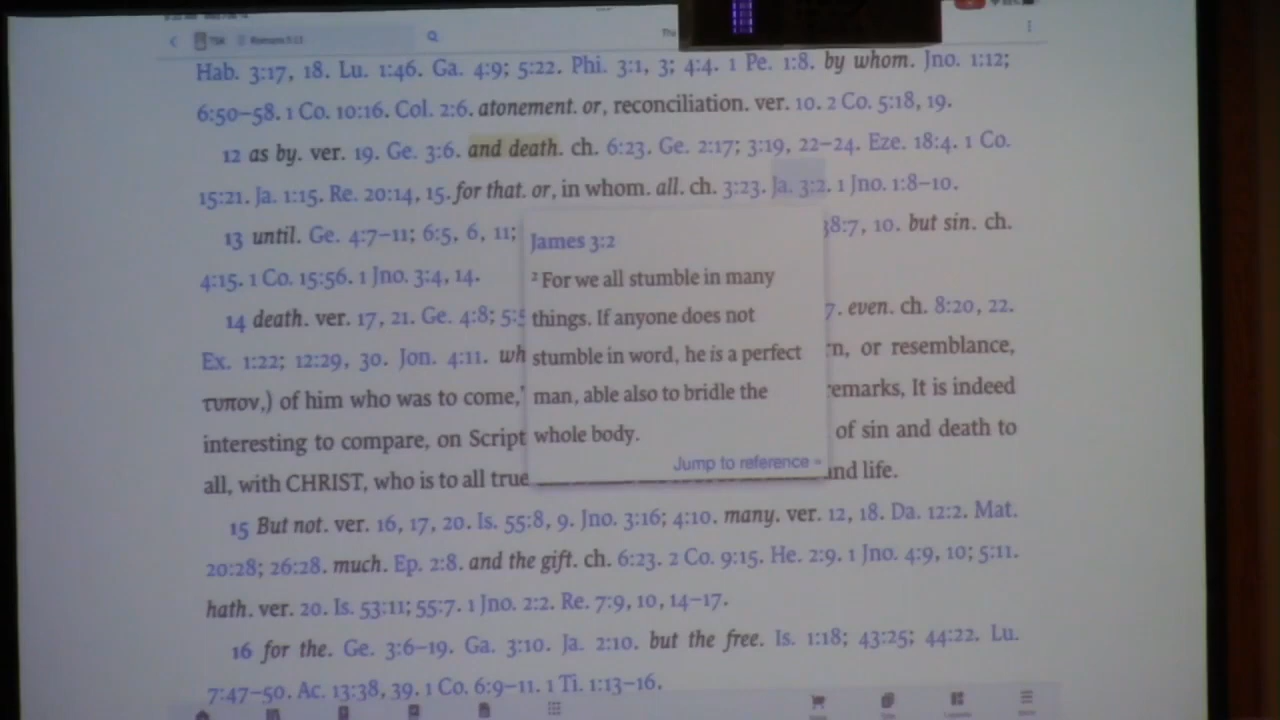 TSK Romans 5:13 Thu
Hab. 3:17, 18. Lu. 1:46. Ga. 4:9; 5:22. Phi. 3:1, 3; 4:4. 1 Pe. 1:8. by whom. Jno. 1:12;
6:50–58. 1 Co. 10:16. Col. 2:6. atonement. or, reconciliation. ver. 10. 2 Co. 5:18, 19.
12 as by. ver. 19. Ge. 3:6. and death. ch. 6:23. Ge. 2:17; 3:19, 22–24. Eze. 18:4. 1 Co.
15:21. Ja. 1:15. Re. 20:14, 15. for that. or, in whom. all. ch. 3:23. Ja. 3:2. 1 Jno. 1:8–10.
13 until. Ge. 4:7–11; 6:5, 6, 11; 38:7, 10. but sin. ch.
4:15. 1 Co. 15:56. 1 Jno. 3:4, 14.
14 death. ver. 17, 21. Ge. 4:8; 5:5 7. even. ch. 8:20, 22.
Ex. 1:22; 12:29, 30. Jon. 4:11. wh rn, or resemblance,
τυπον,) of him who was to come," remarks, It is indeed
interesting to compare, on Script of sin and death to
all, with CHRIST, who is to all true and life.
James 3:2
2 For we all stumble in many
things. If anyone does not
stumble in word, he is a perfect
man, able also to bridle the
whole body.
Jump to reference »
15 But not. ver. 16, 17, 20. Is. 55:8, 9. Jno. 3:16; 4:10. many. ver. 12, 18. Da. 12:2. Mat.
20:28; 26:28. much. Ep. 2:8. and the gift. ch. 6:23. 2 Co. 9:15. He. 2:9. 1 Jno. 4:9, 10; 5:11.
hath. ver. 20. Is. 53:11; 55:7. 1 Jno. 2:2. Re. 7:9, 10, 14–17.
16 for the. Ge. 3:6–19. Ga. 3:10. Ja. 2:10. but the free. Is. 1:18; 43:25; 44:22. Lu.
7:47–50. Ac. 13:38, 39. 1 Co. 6:9–11. 1 Ti. 1:13–16.